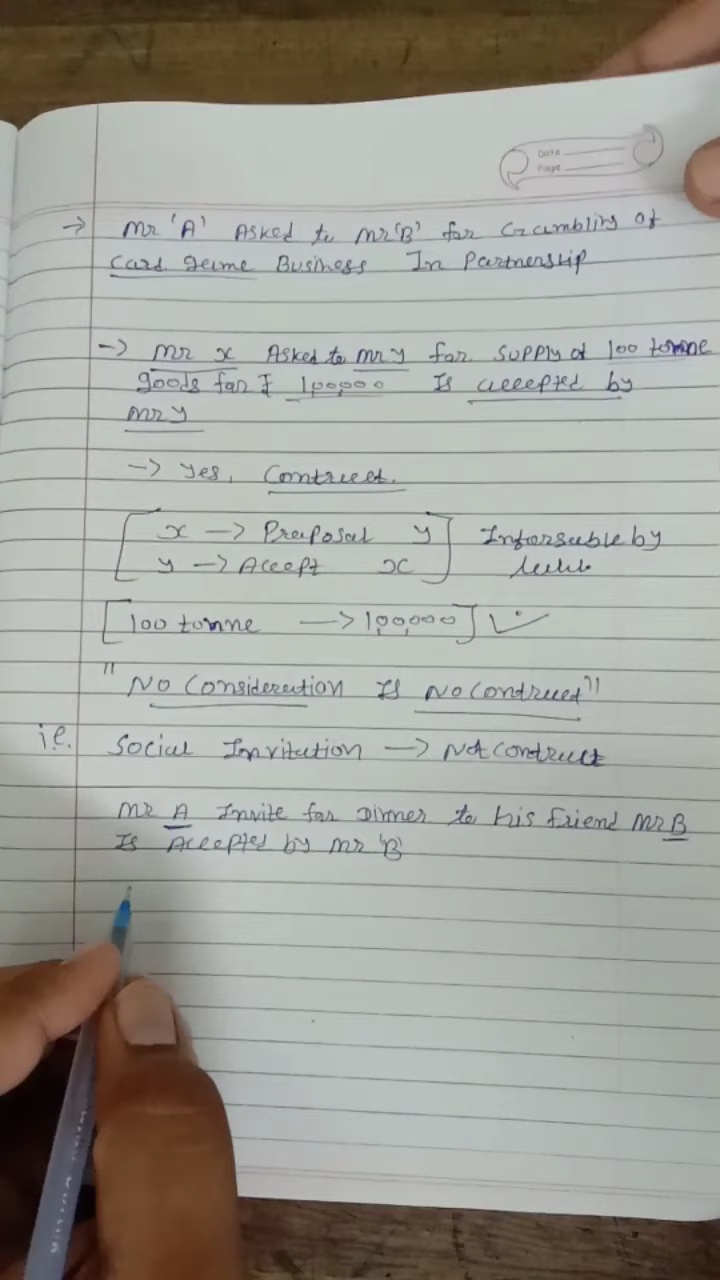 Date
Page
→ Mr 'A' Asked to Mr 'B' for Gambling of
Card Game Business In Partnership
→ Mr x Asked to Mr y for supply of 100 tonne
goods for ₹ 1,00,000 Is accepted by
Mr y
→ Yes, Contract.
[ x → Praposal y ] Inforsable by
[ y → Accept x ]
[100 tonne → 1,00,000] ✓
"No Consideration Is No Contract"
i.e. Social Invitation → Not contract
Mr A Invite for Dinner to his friend Mr B
Is Accepted by Mr 'B'